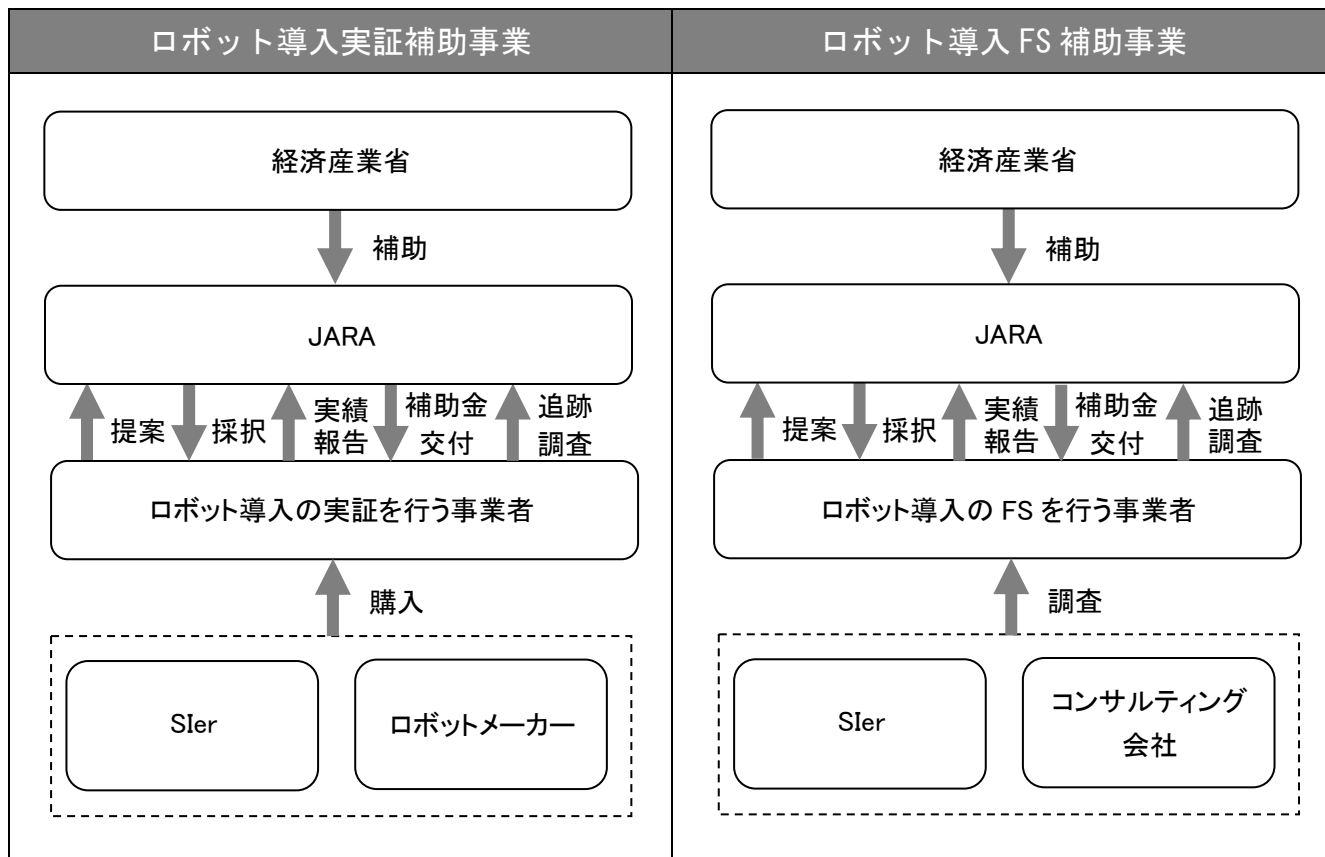 ロボット導入実証補助事業
経済産業省
補助
JARA
提案
採択
実績
報告
補助金
交付
追跡
調査
ロボット導入の実証を行う事業者
購入
SIer
ロボットメーカー
ロボット導入 FS 補助事業
経済産業省
補助
JARA
提案
採択
実績
報告
補助金
交付
追跡
調査
ロボット導入の FS を行う事業者
調査
SIer
コンサルティング
会社